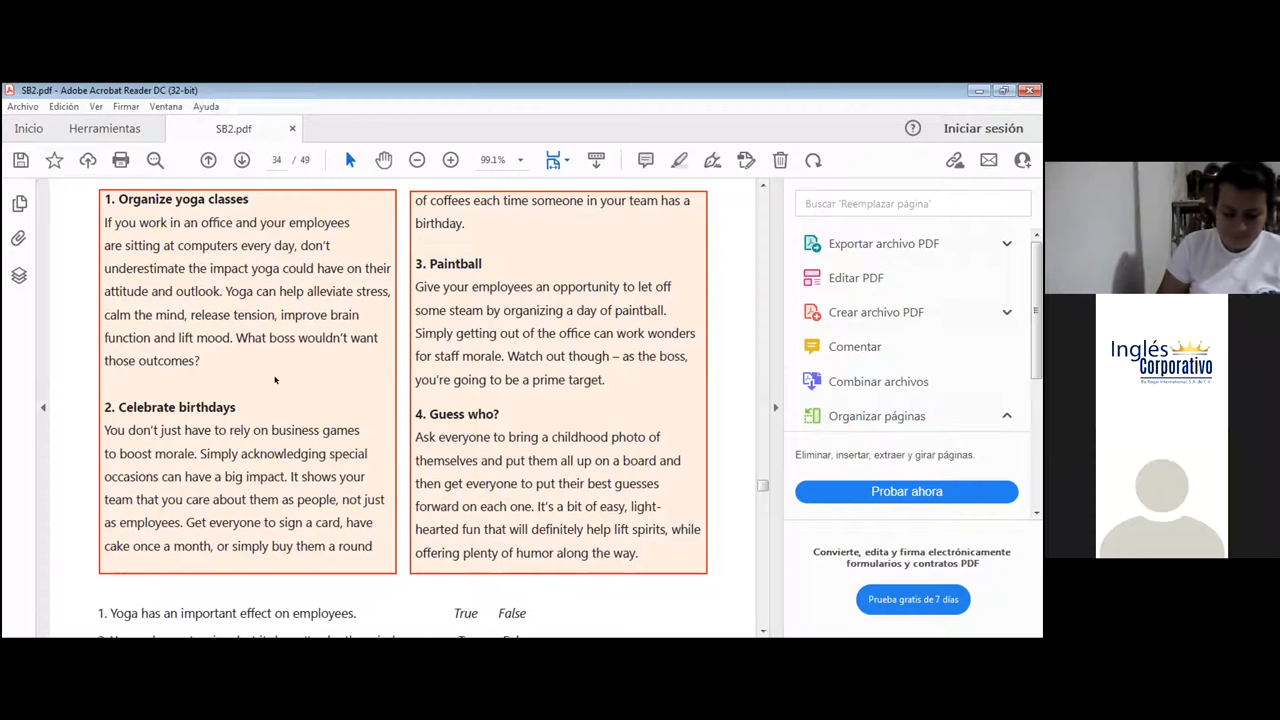 SB2.pdf - Adobe Acrobat Reader DC (32-bit)
Archivo Edición Ver Firmar Ventana Ayuda
Inicio Herramientas SB2.pdf × Iniciar sesión
34 / 49 99.1%
1. Organize yoga classes
If you work in an office and your employees
are sitting at computers every day, don't
underestimate the impact yoga could have on their
attitude and outlook. Yoga can help alleviate stress,
calm the mind, release tension, improve brain
function and lift mood. What boss wouldn't want
those outcomes?
2. Celebrate birthdays
You don't just have to rely on business games
to boost morale. Simply acknowledging special
occasions can have a big impact. It shows your
team that you care about them as people, not just
as employees. Get everyone to sign a card, have
cake once a month, or simply buy them a round
of coffees each time someone in your team has a
birthday.
3. Paintball
Give your employees an opportunity to let off
some steam by organizing a day of paintball.
Simply getting out of the office can work wonders
for staff morale. Watch out though – as the boss,
you're going to be a prime target.
4. Guess who?
Ask everyone to bring a childhood photo of
themselves and put them all up on a board and
then get everyone to put their best guesses
forward on each one. It's a bit of easy, light-
hearted fun that will definitely help lift spirits, while
offering plenty of humor along the way.
1. Yoga has an important effect on employees. True False
Buscar 'Reemplazar página'
Exportar archivo PDF
Editar PDF
Crear archivo PDF
Comentar
Combinar archivos
Organizar páginas
Eliminar, insertar, extraer y girar páginas.
Probar ahora
Convierte, edita y firma electrónicamente
formularios y contratos PDF
Prueba gratis de 7 días
Inglés
Corporativo